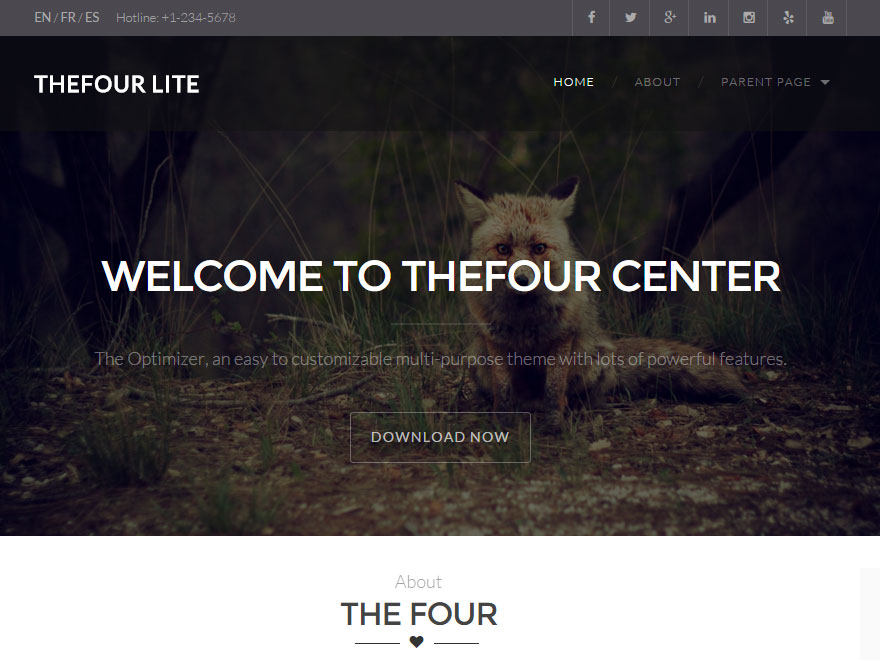 EN / FR / ES Hotline: +1-234-5678
THEFOUR LITE
HOME / ABOUT / PARENT PAGE
WELCOME TO THEFOUR CENTER
The Optimizer, an easy to customizable multi-purpose theme with lots of powerful features.
DOWNLOAD NOW
About
THE FOUR